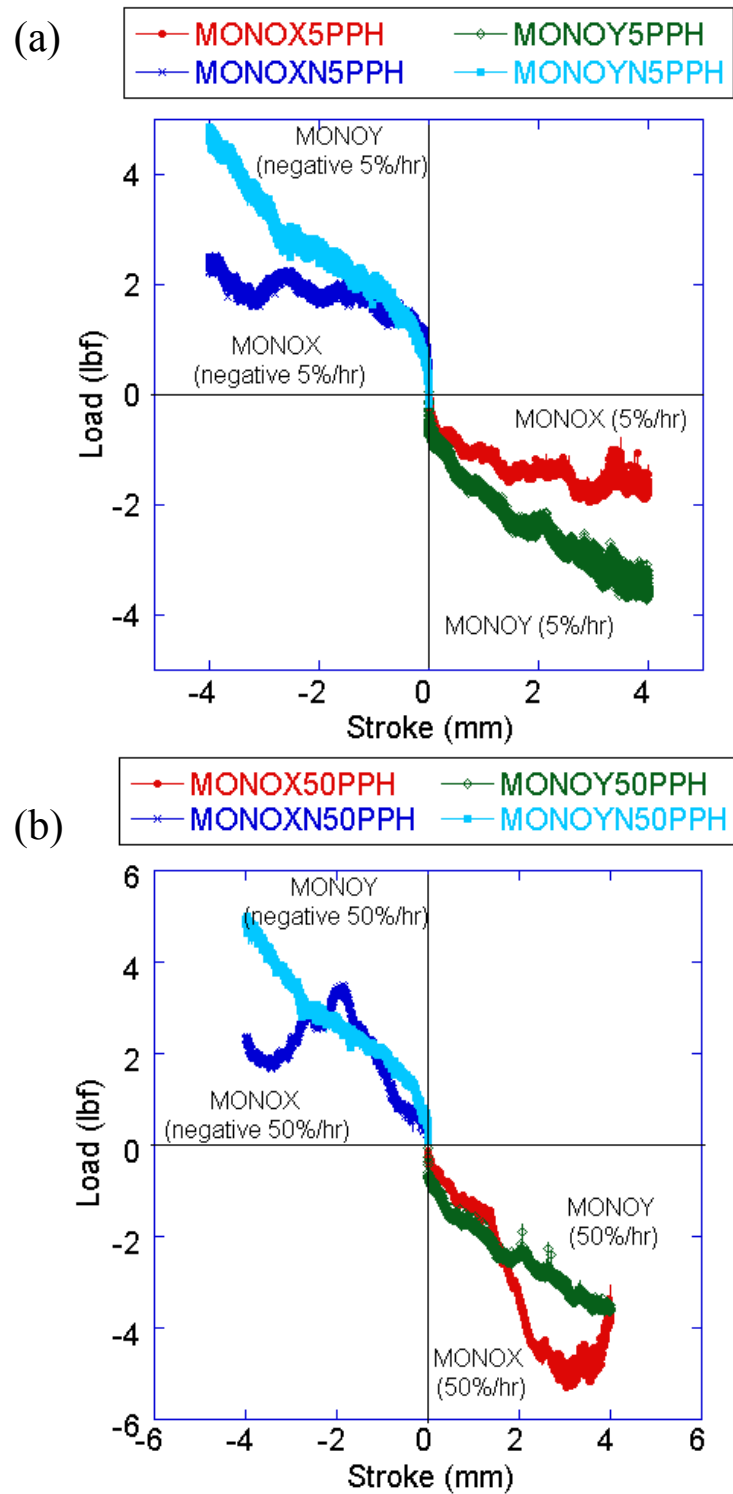 (a)
MONOX5PPH MONOY5PPH
MONOXN5PPH MONOYN5PPH
MONOY
(negative 5%/hr)
MONOX
(negative 5%/hr)
MONOX (5%/hr)
MONOY (5%/hr)
4
2
0
-2
-4
Load (lbf)
-4 -2 0 2 4
Stroke (mm)
(b)
MONOX50PPH MONOY50PPH
MONOXN50PPH MONOYN50PPH
MONOY
(negative 50%/hr)
MONOX
(negative 50%/hr)
MONOY
(50%/hr)
MONOX
(50%/hr)
6
4
2
0
-2
-4
-6
Load (lbf)
-6 -4 -2 0 2 4 6
Stroke (mm)